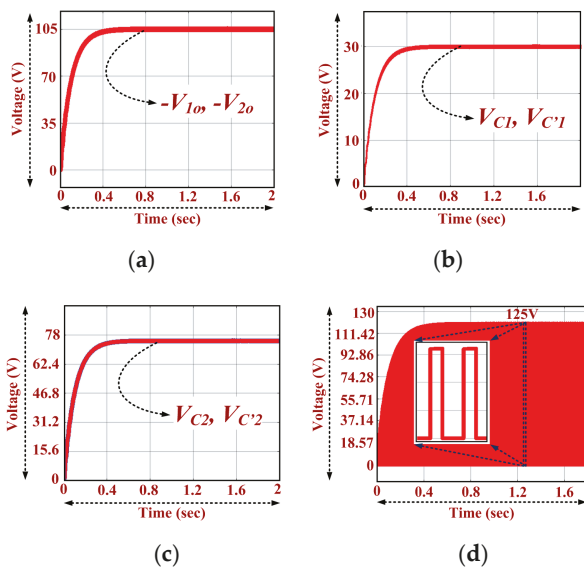 105
70
35
0
Voltage (V)
-V1o, -V2o
0 0.4 0.8 1.2 1.6 2
Time (sec)
(a)
30
20
10
0
Voltage (V)
VC1, VC'1
0.4 0.8 1.6
Time (sec)
(b)
78
62.4
46.8
31.2
15.6
0
Voltage (V)
VC2, VC'2
0 0.4 0.8 1.2 1.6 2
Time (sec)
(c)
130
111.42
92.86
74.28
55.71
37.14
18.57
0
Voltage (V)
125V
0 0.4 0.8 1.2 1.6
Time (sec)
(d)